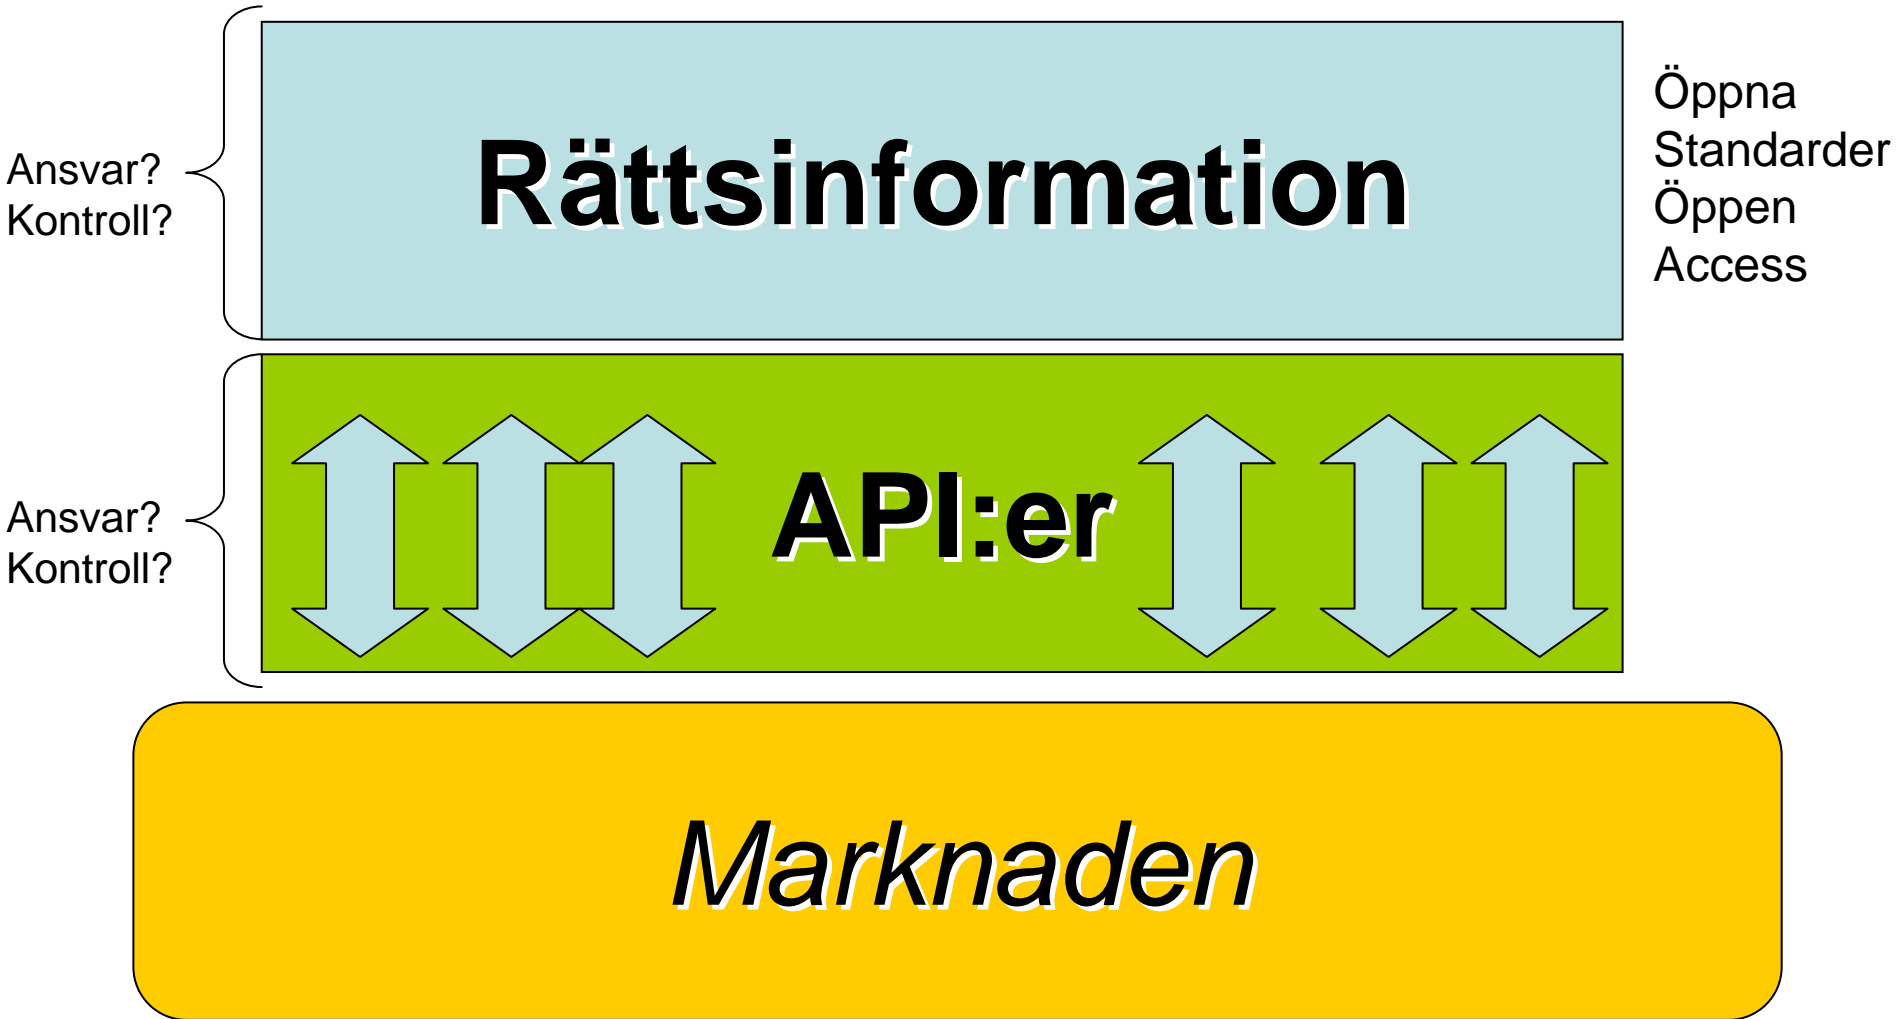 Ansvar?
Kontroll?
Rättsinformation
Öppna
Standarder
Öppen
Access
Ansvar?
Kontroll?
API:er
Marknaden